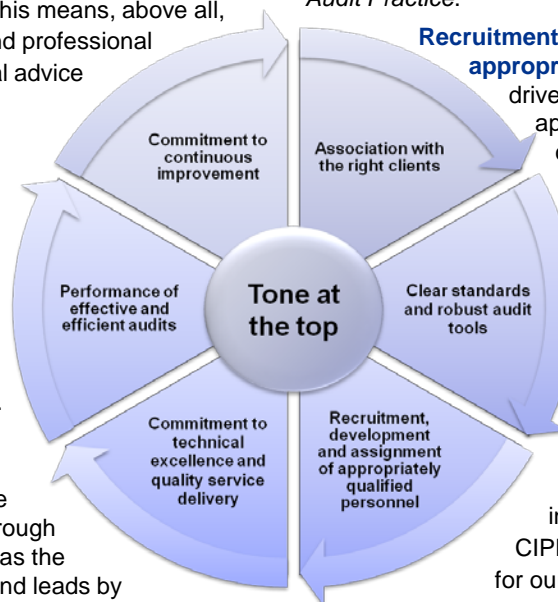 his means, above all,
nd professional
al advice
Audit Practice.
Recruitment
appropr
drive
ap
Commitment to
continuous
improvement
Association with
the right clients
Clear standards
and robust audit
tools
Recruitment,
development
and assignment
of appropriately
qualified
personnel
Commitment to
technical
excellence and
quality service
delivery
Performance of
effective and
efficient audits
Tone at
the top
e
rough
as the
nd leads by
in
CIP
for ou